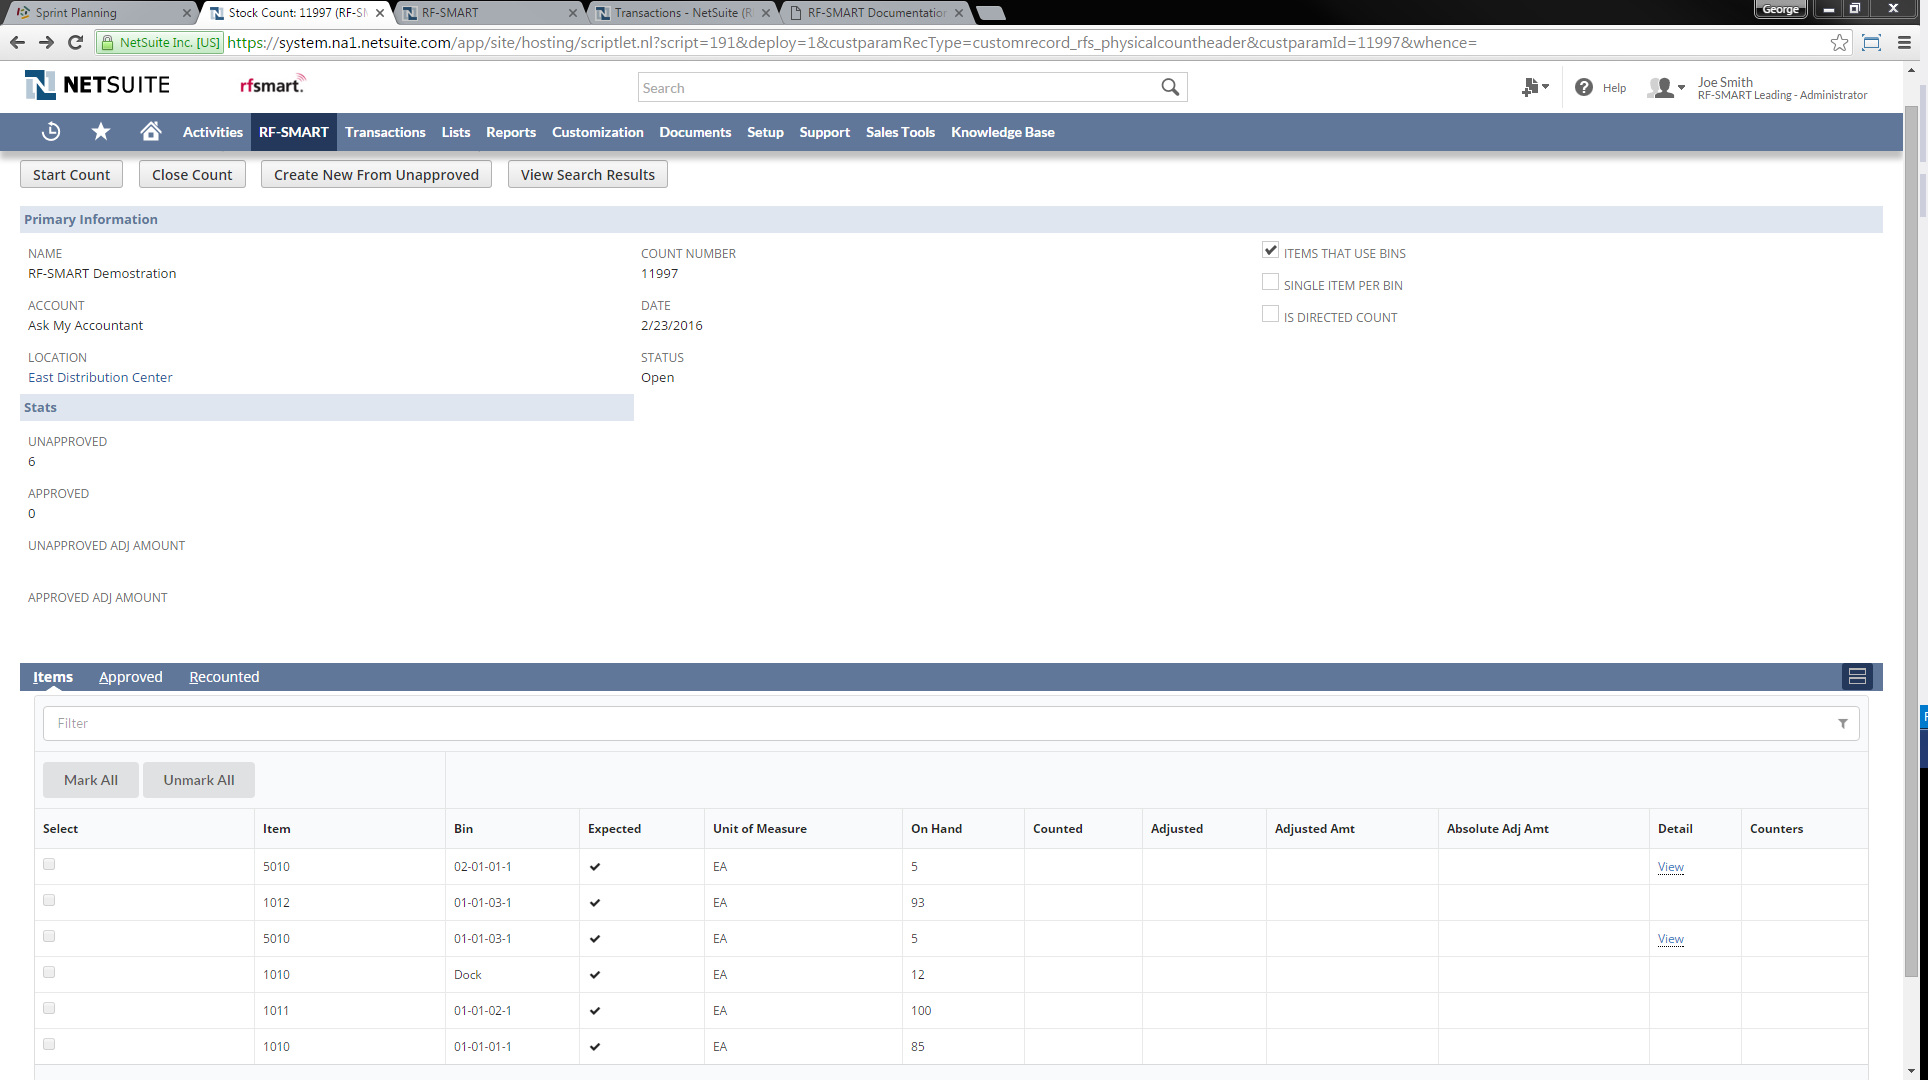 Sprint Planning
Stock Count: 11997 (RF-SM
RF-SMART
Transactions - NetSuite (R
RF-SMART Documentation
George
NetSuite Inc. [US]
https://system.na1.netsuite.com/app/site/hosting/scriptlet.nl?script=191&deploy=1&custparamRecType=customrecord_rfs_physicalcountheader&custparamId=11997&whence=
NETSUITE
rfsmart.
Search
Help
Joe Smith
RF-SMART Leading - Administrator
Activities RF-SMART Transactions Lists Reports Customization Documents Setup Support Sales Tools Knowledge Base
Start Count Close Count Create New From Unapproved View Search Results
Primary Information
NAME
RF-SMART Demostration
ACCOUNT
Ask My Accountant
LOCATION
East Distribution Center
COUNT NUMBER
11997
DATE
2/23/2016
STATUS
Open
ITEMS THAT USE BINS
SINGLE ITEM PER BIN
IS DIRECTED COUNT
Stats
UNAPPROVED
6
APPROVED
0
UNAPPROVED ADJ AMOUNT
APPROVED ADJ AMOUNT
Items Approved Recounted
Filter
Mark All Unmark All
Select Item Bin Expected Unit of Measure On Hand Counted Adjusted Adjusted Amt Absolute Adj Amt Detail Counters
5010 02-01-01-1 EA 5 View
1012 01-01-03-1 EA 93
5010 01-01-03-1 EA 5 View
1010 Dock EA 12
1011 01-01-02-1 EA 100
1010 01-01-01-1 EA 85